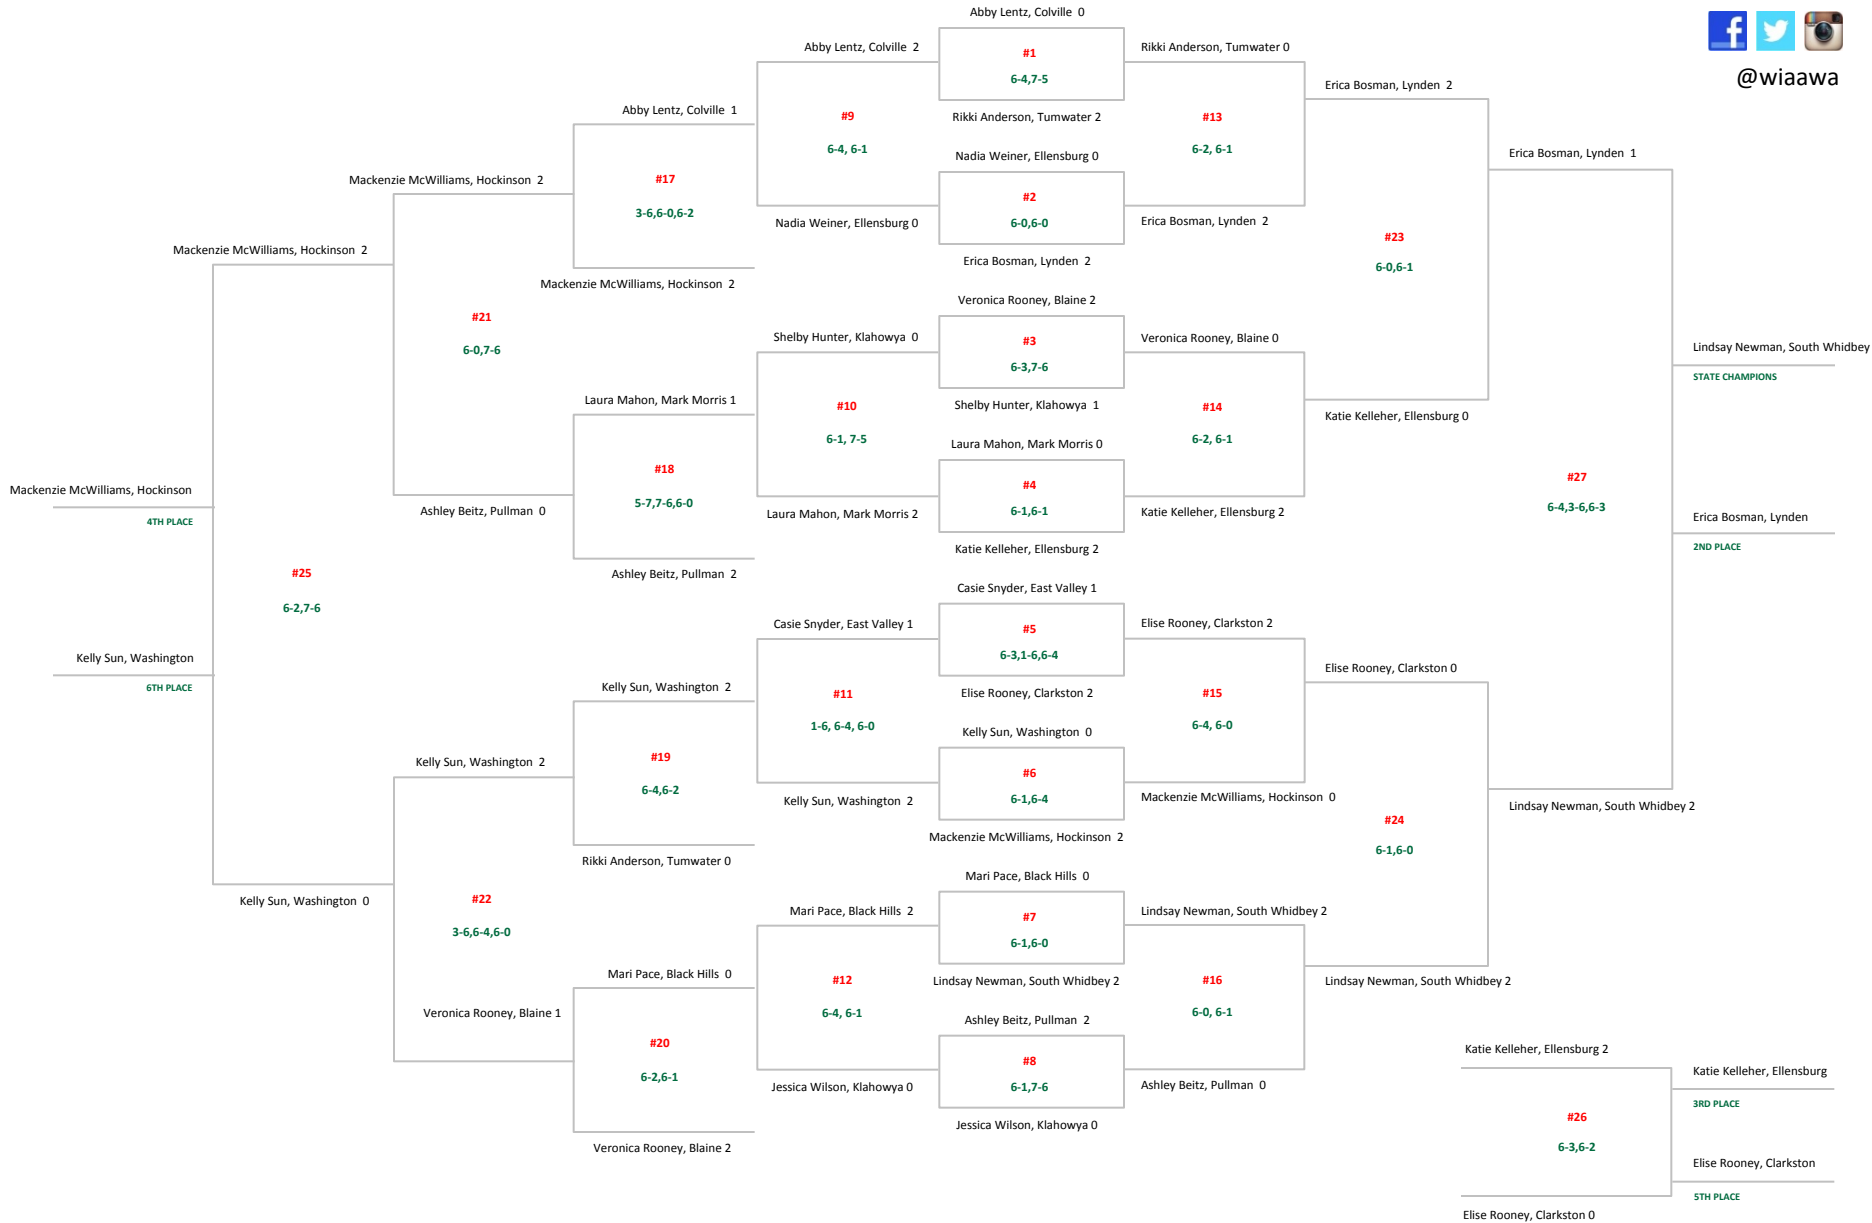 Abby Lentz, Colville 0
@wiaawa
Abby Lentz, Colville 2
#1
Rikki Anderson, Tumwater 0
6-4,7-5
Erica Bosman, Lynden 2
Abby Lentz, Colville 1
#9
Rikki Anderson, Tumwater 2
#13
6-4, 6-1
6-2, 6-1
Nadia Weiner, Ellensburg 0
Erica Bosman, Lynden 1
Mackenzie McWilliams, Hockinson 2
#17
#2
3-6,6-0,6-2
Nadia Weiner, Ellensburg 0
6-0,6-0
Erica Bosman, Lynden 2
#23
Mackenzie McWilliams, Hockinson 2
Erica Bosman, Lynden 2
6-0,6-1
Mackenzie McWilliams, Hockinson 2
Veronica Rooney, Blaine 2
#21
Shelby Hunter, Klahowya 0
#3
Veronica Rooney, Blaine 0
6-0,7-6
6-3,7-6
Lindsay Newman, South Whidbey
STATE CHAMPIONS
Laura Mahon, Mark Morris 1
#10
Shelby Hunter, Klahowya 1
#14
Katie Kelleher, Ellensburg 0
6-1, 7-5
6-2, 6-1
Laura Mahon, Mark Morris 0
#18
#4
#27
Mackenzie McWilliams, Hockinson
5-7,7-6,6-0
6-1,6-1
6-4,3-6,6-3
4TH PLACE
Ashley Beitz, Pullman 0
Laura Mahon, Mark Morris 2
Katie Kelleher, Ellensburg 2
Erica Bosman, Lynden
2ND PLACE
Katie Kelleher, Ellensburg 2
#25
Ashley Beitz, Pullman 2
6-2,7-6
Casie Snyder, East Valley 1
Casie Snyder, East Valley 1
#5
Elise Rooney, Clarkston 2
6-3,1-6,6-4
Kelly Sun, Washington
Elise Rooney, Clarkston 0
6TH PLACE
Kelly Sun, Washington 2
#11
Elise Rooney, Clarkston 2
#15
1-6, 6-4, 6-0
6-4, 6-0
Kelly Sun, Washington 0
Kelly Sun, Washington 2
#19
#6
6-4,6-2
Kelly Sun, Washington 2
6-1,6-4
Mackenzie McWilliams, Hockinson 0
Lindsay Newman, South Whidbey 2
#24
Mackenzie McWilliams, Hockinson 2
6-1,6-0
Rikki Anderson, Tumwater 0
Mari Pace, Black Hills 0
Kelly Sun, Washington 0
#22
Mari Pace, Black Hills 2
#7
Lindsay Newman, South Whidbey 2
3-6,6-4,6-0
6-1,6-0
Mari Pace, Black Hills 0
#12
Lindsay Newman, South Whidbey 2
#16
Lindsay Newman, South Whidbey 2
Veronica Rooney, Blaine 1
6-4, 6-1
6-0, 6-1
Ashley Beitz, Pullman 2
#20
#8
Katie Kelleher, Ellensburg 2
6-2,6-1
Jessica Wilson, Klahowya 0
6-1,7-6
Ashley Beitz, Pullman 0
Katie Kelleher, Ellensburg
3RD PLACE
Jessica Wilson, Klahowya 0
#26
Veronica Rooney, Blaine 2
6-3,6-2
Elise Rooney, Clarkston
5TH PLACE
Elise Rooney, Clarkston 0